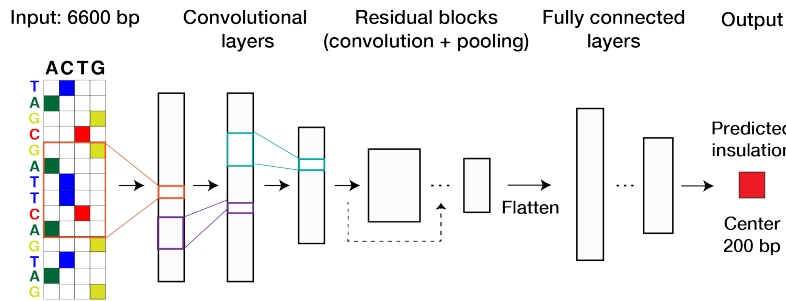 Input: 6600 bp
Convolutional
layers
Residual blocks
(convolution + pooling)
Fully connected
layers
Output
A C T G
T
A
G
C
G
A
T
T
C
A
G
T
A
G
...
Flatten
...
Predicted
insulation
Center
200 bp